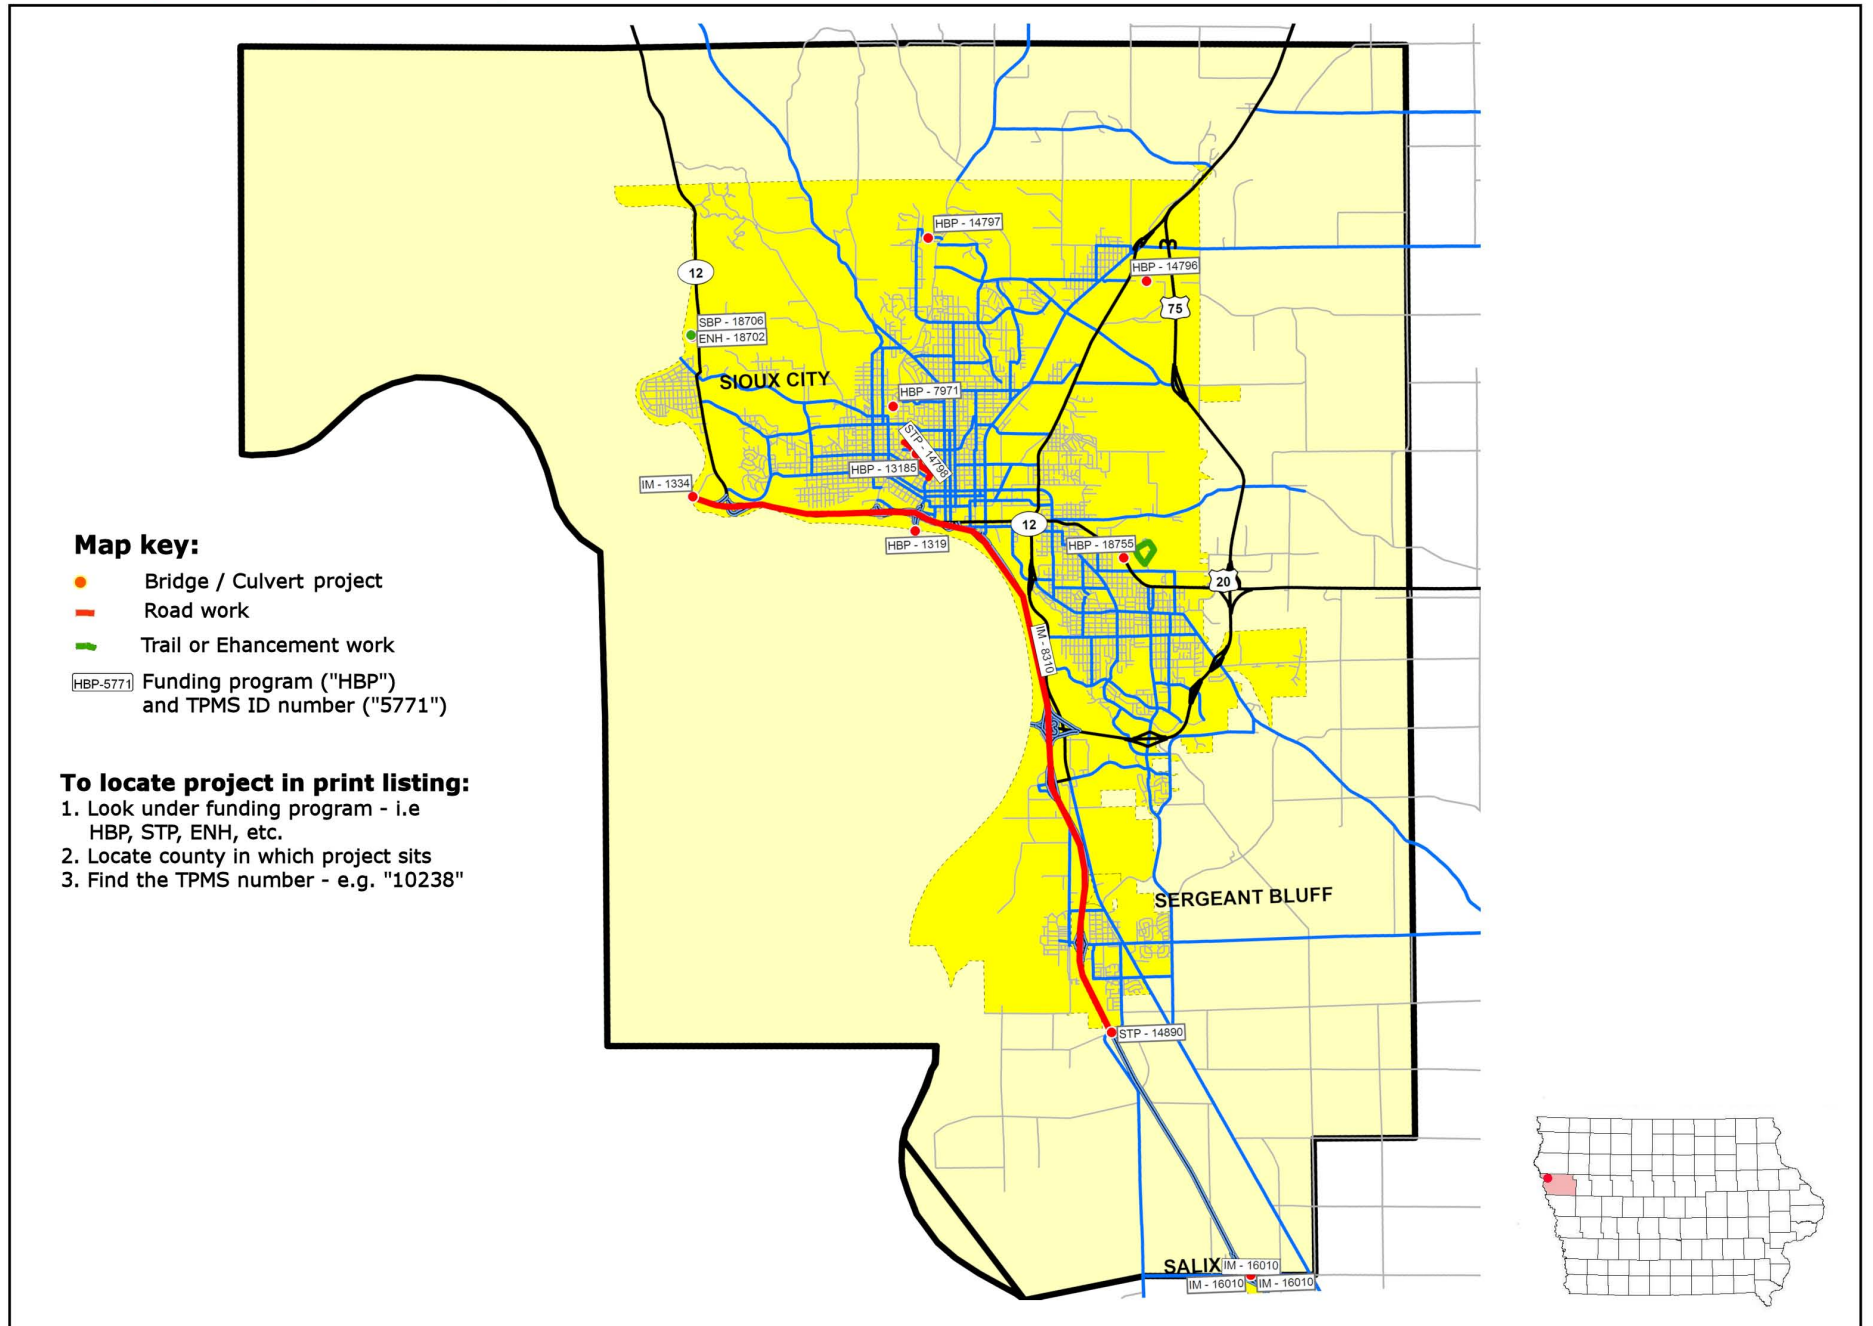 HBP - 14797
HBP - 14796
12
75
SBP - 18706
ENH - 18702
SIOUX CITY
HBP - 7971
STP - 14798
HBP - 13185
IM - 1334
12
HBP - 1319
HBP - 18755
20
IM - 8310
Map key:
Bridge / Culvert project
Road work
Trail or Ehancement work
HBP-5771 Funding program ("HBP")
and TPMS ID number ("5771")
To locate project in print listing:
1. Look under funding program - i.e
HBP, STP, ENH, etc.
2. Locate county in which project sits
3. Find the TPMS number - e.g. "10238"
SERGEANT BLUFF
STP - 14890
SALIX
IM - 16010
IM - 16010
IM - 16010